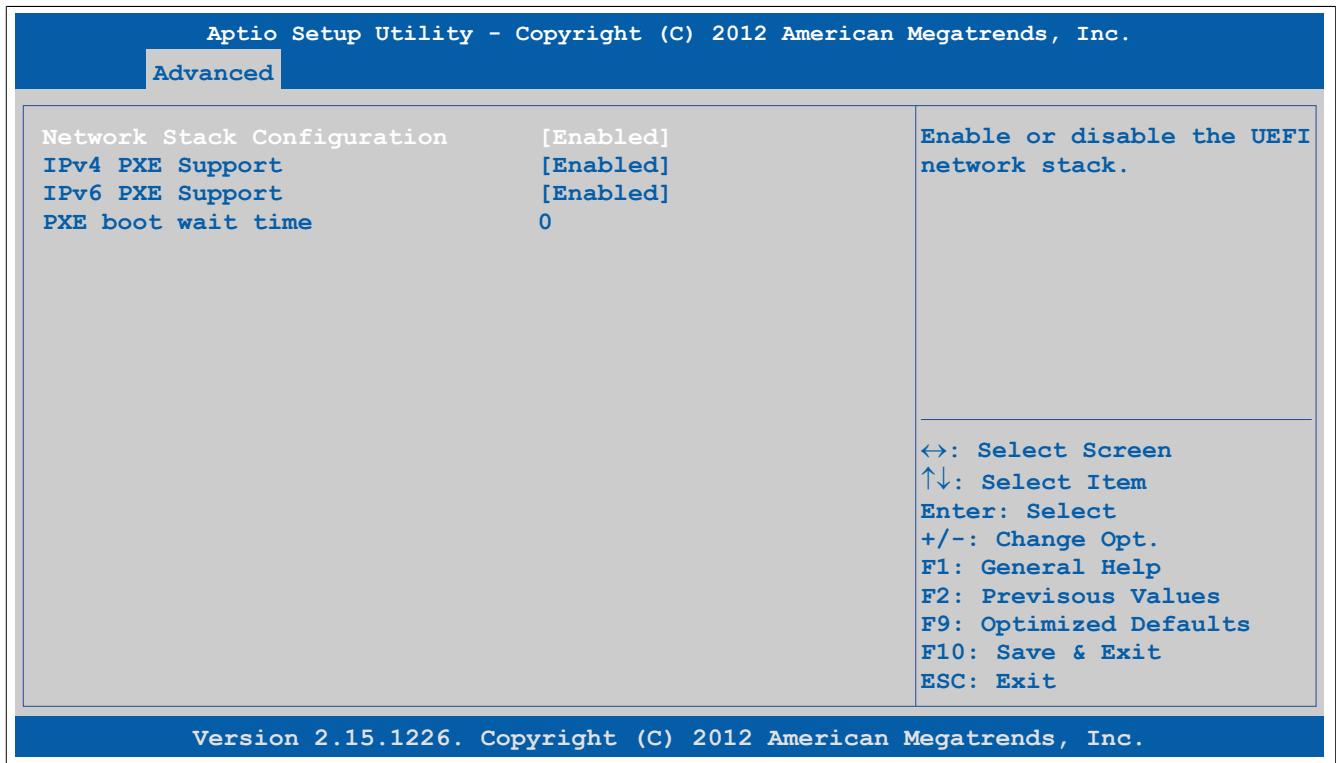 Aptio Setup Utility - Copyright (C) 2012 American Megatrends, Inc.
Advanced
Network Stack Configuration [Enabled]
IPv4 PXE Support [Enabled]
IPv6 PXE Support [Enabled]
PXE boot wait time 0
Enable or disable the UEFI
network stack.
↔: Select Screen
↑↓: Select Item
Enter: Select
+/-: Change Opt.
F1: General Help
F2: Previsous Values
F9: Optimized Defaults
F10: Save & Exit
ESC: Exit
Version 2.15.1226. Copyright (C) 2012 American Megatrends, Inc.